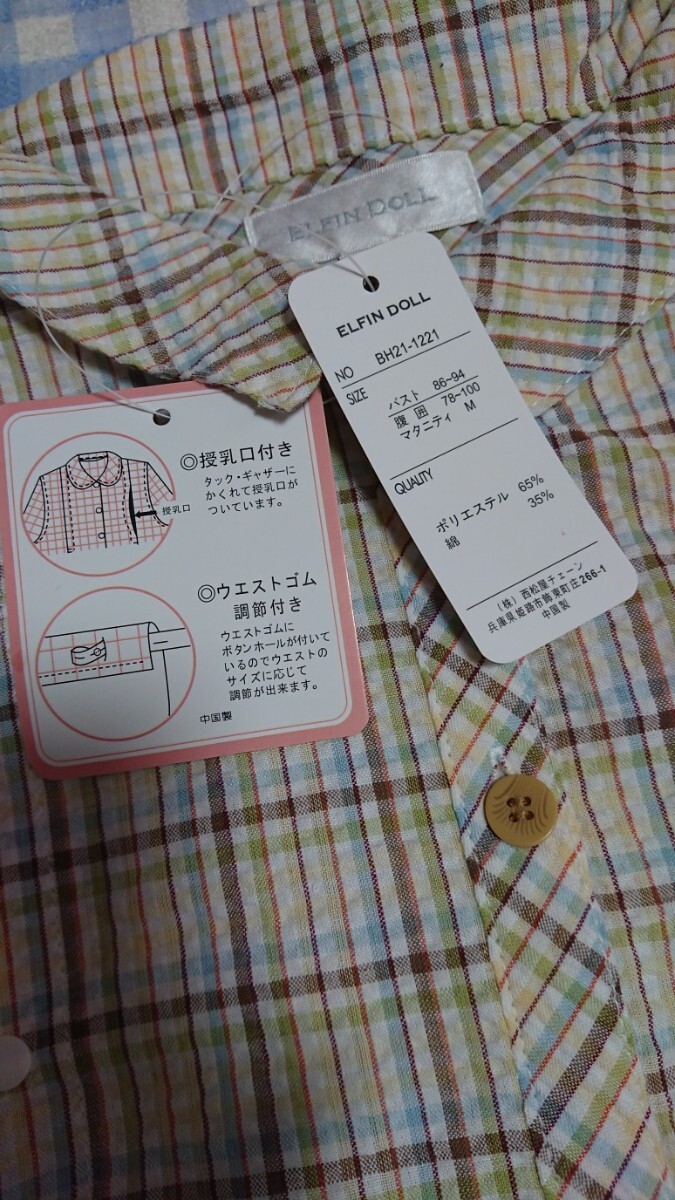 ELFIN DOLL
ELFIN DOLL
NO BH21-1221
SIZE
バスト 86~94
腹囲 78~100
マタニティ M
QUALITY
ポリエステル 65%
綿 35%
(株)西松屋チェーン
兵庫県姫路市飾東町庄266-1
中国製
◎授乳口付き
タック・ギャザーに
かくれて授乳口が
ついています。
授乳口
◎ウエストゴム
調節付き
ウエストゴムに
ボタンホールが付いて
いるのでウエストの
サイズに応じて
調節が出来ます。
中国製